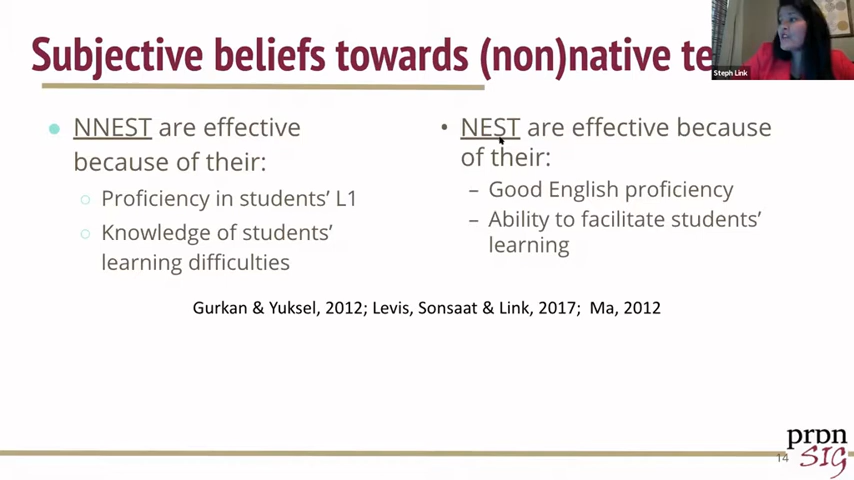 Subjective beliefs towards (non)native te
Steph Link
NNEST are effective
because of their:
Proficiency in students' L1
Knowledge of students'
learning difficulties
NEST are effective because
of their:
Good English proficiency
Ability to facilitate students'
learning
Gurkan & Yuksel, 2012; Levis, Sonsaat & Link, 2017; Ma, 2012
prɒn
SIG
14